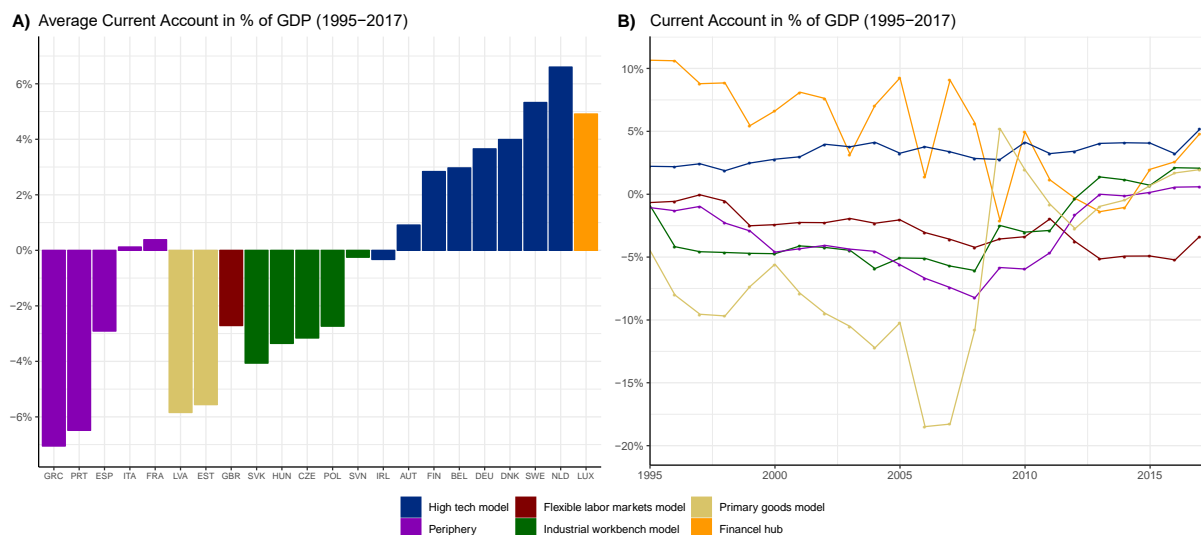 A) Average Current Account in % of GDP (1995−2017)
6%
4%
2%
0%
−2%
−4%
−6%
GRC PRT ESP ITA FRA LVA EST GBR SVK HUN CZE POL SVN IRL AUT FIN BEL DEU DNK SWE NLD LUX
B) Current Account in % of GDP (1995−2017)
10%
5%
0%
−5%
−10%
−15%
−20%
1995 2000 2005 2010 2015
High tech model Flexible labor markets model Primary goods model
Periphery Industrial workbench model Financel hub